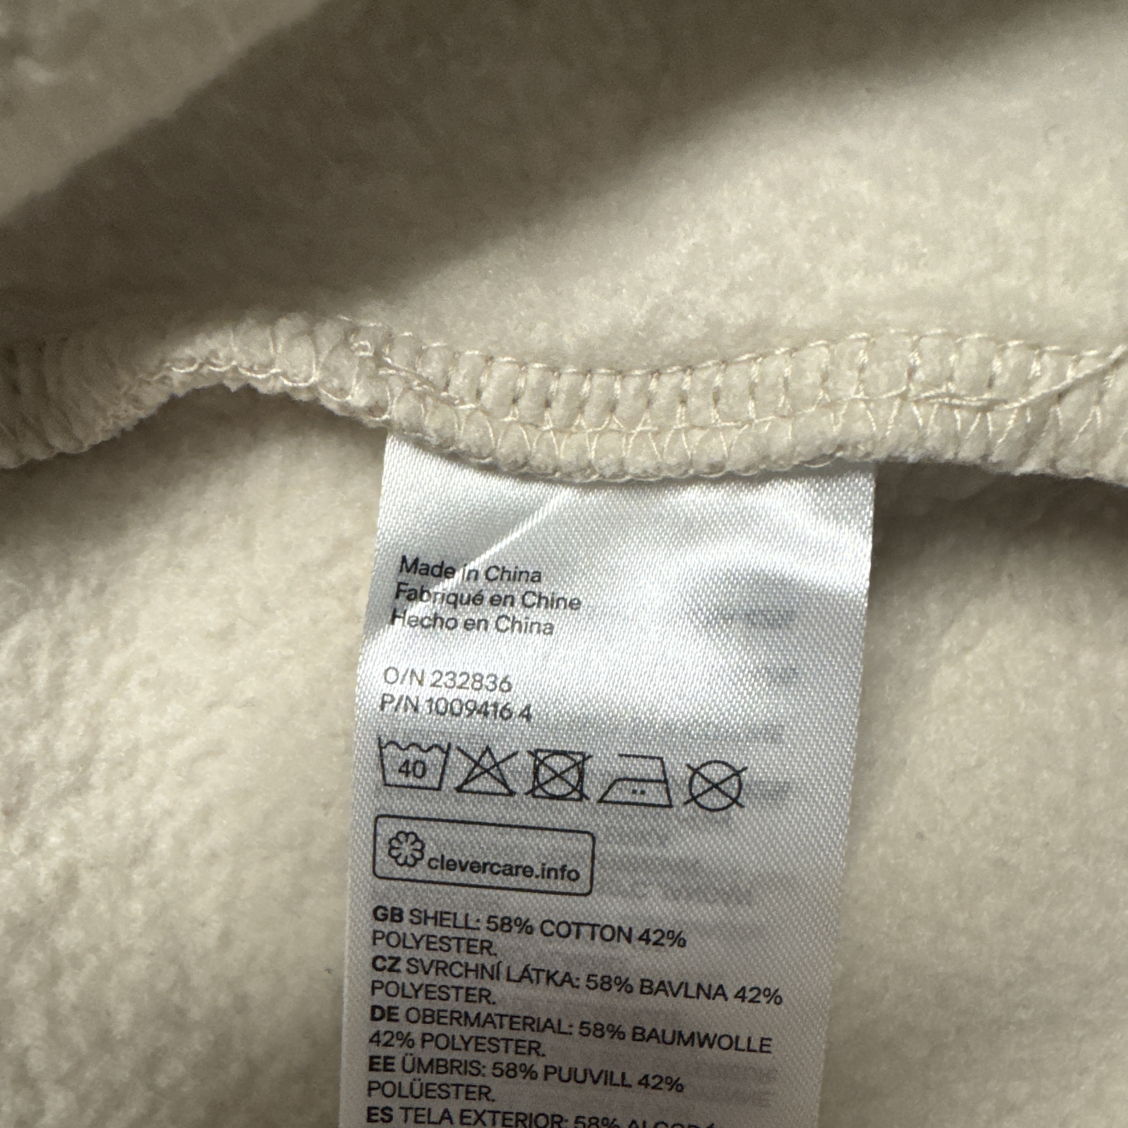 Made in China
Fabriqué en Chine
Hecho en China
O/N 232836
P/N 1009416 4
40
clevercare.info
GB SHELL: 58% COTTON 42%
POLYESTER.
CZ SVRCHNÍ LÁTKA: 58% BAVLNA 42%
POLYESTER.
DE OBERMATERIAL: 58% BAUMWOLLE
42% POLYESTER.
EE ÜMBRIS: 58% PUUVILL 42%
POLÜESTER.
ES TELA EXTERIOR: 58%